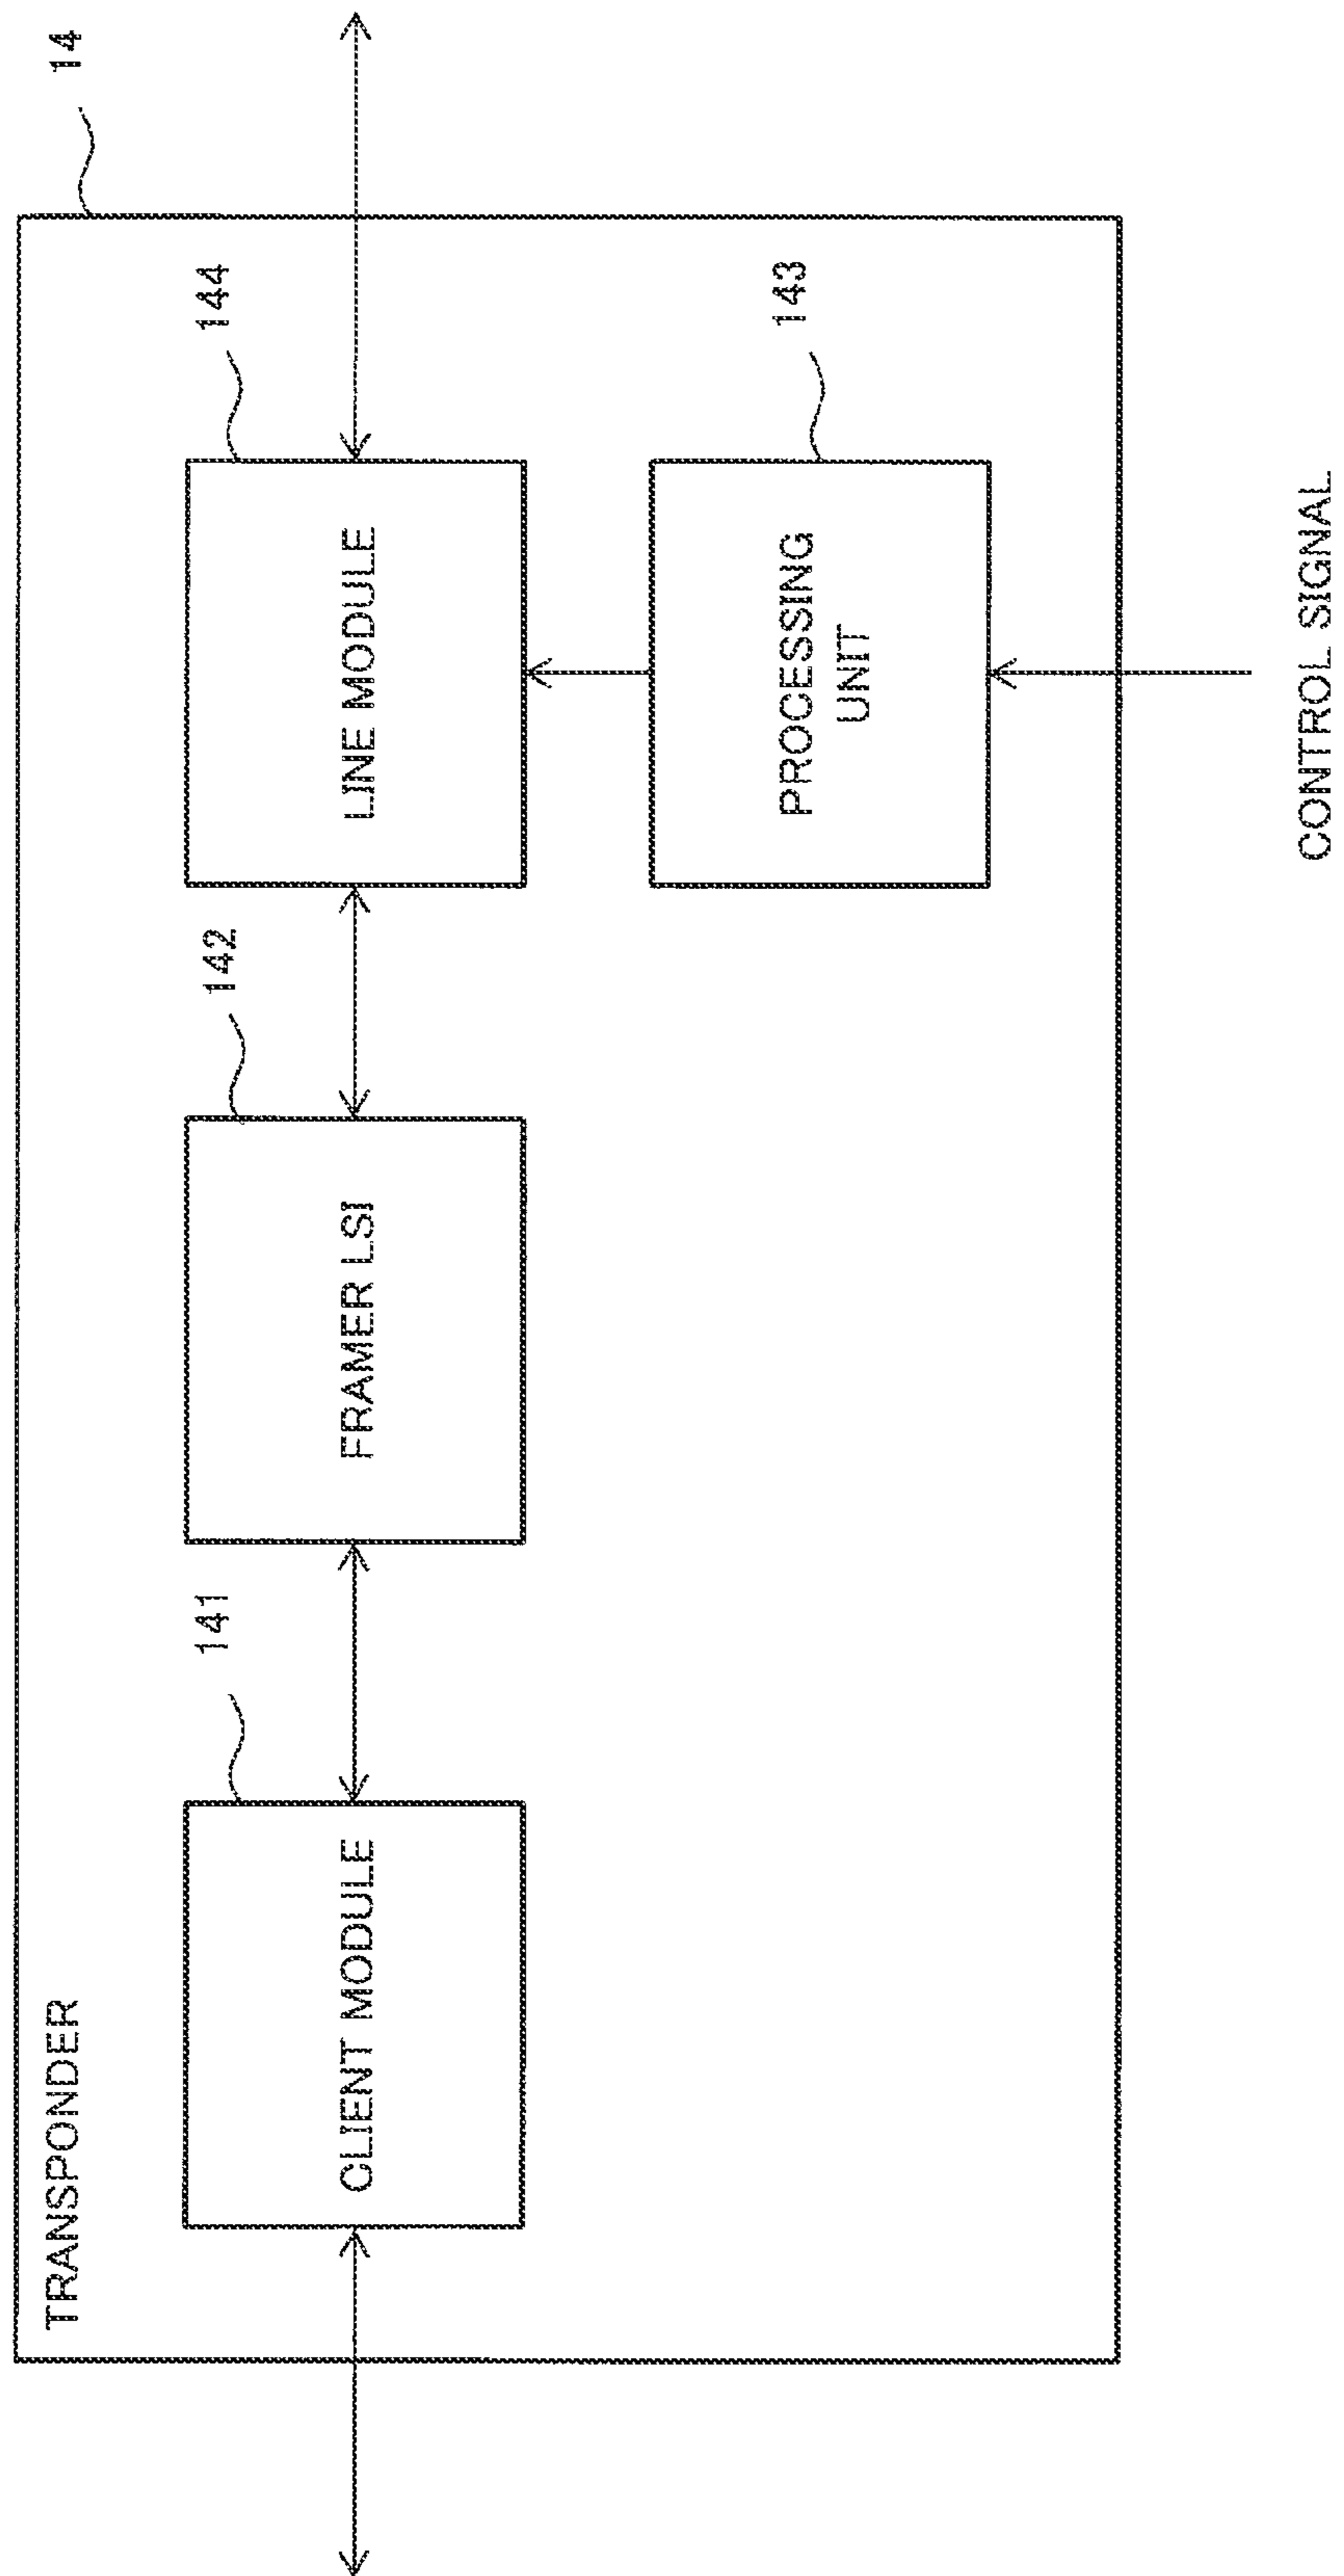 TRANSPONDER
14
141
142
144
CLIENT MODULE
FRAMER LSI
LINE MODULE
143
PROCESSING
UNIT
CONTROL SIGNAL